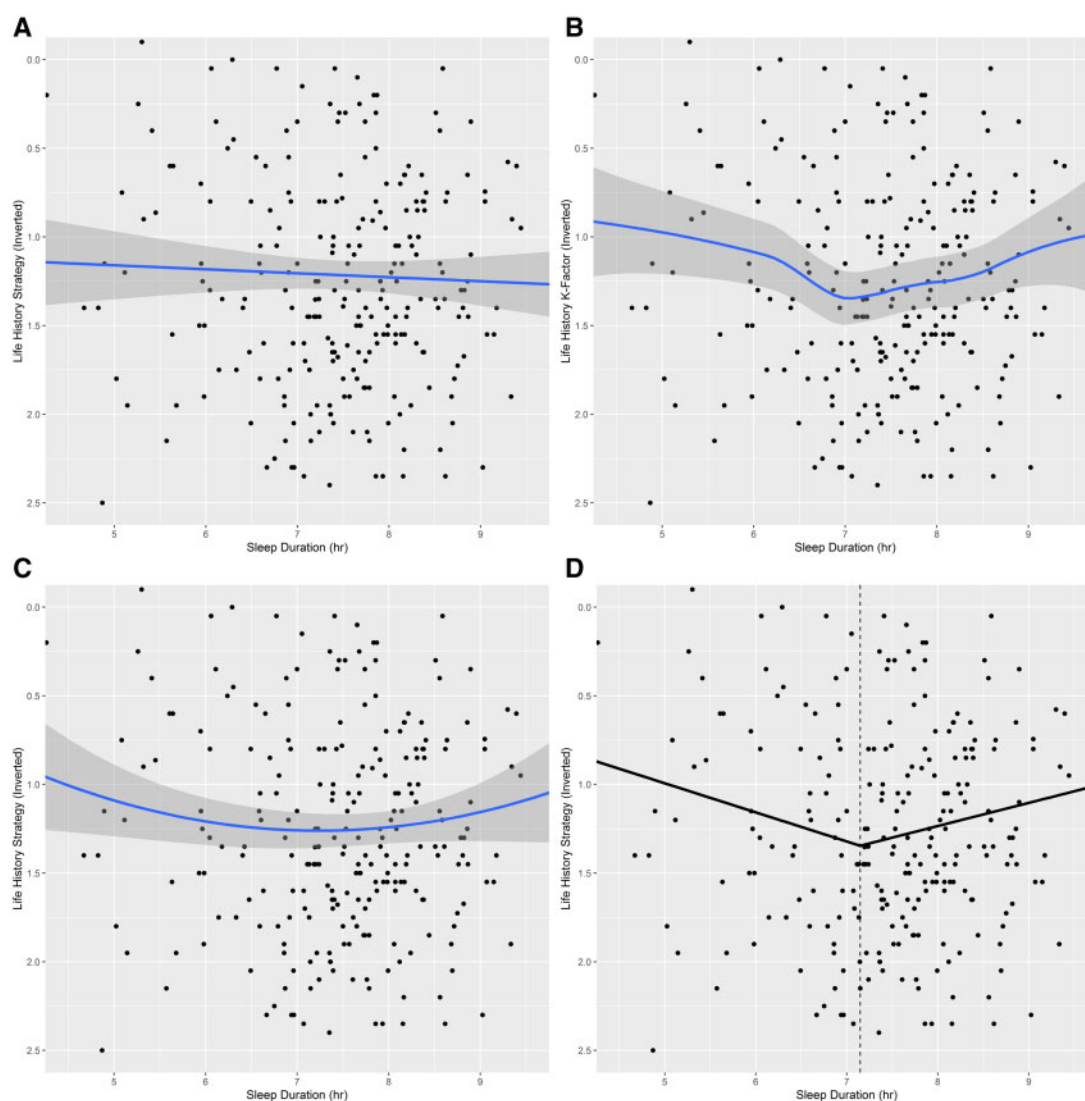 A
B
0.0
0.5
1.0
1.5
2.0
2.5
Life History Strategy (Inverted)
5 6 7 8 9
Sleep Duration (hr)
0.0
0.5
1.0
1.5
2.0
2.5
Life History K-Factor (Inverted)
5 6 7 8 9
Sleep Duration (hr)
C
D
0.0
0.5
1.0
1.5
2.0
2.5
Life History Strategy (Inverted)
5 6 7 8 9
Sleep Duration (hr)
0.0
0.5
1.0
1.5
2.0
2.5
Life History Strategy (Inverted)
5 6 7 8 9
Sleep Duration (hr)